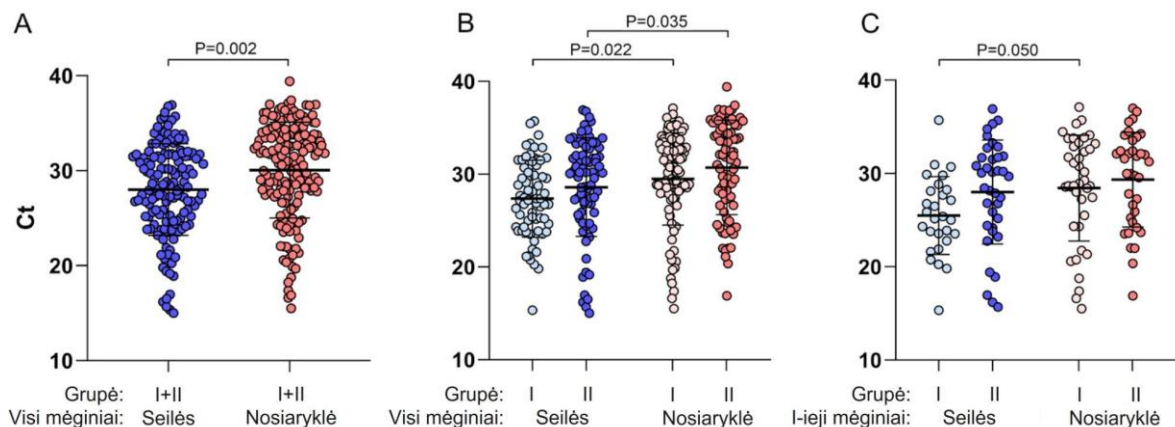 A
P=0.002
Ct
40
30
20
10
Grupė: I+II I+II
Visi mėginiai: Seilės Nosiaryklė
B
P=0.035
P=0.022
40
30
20
10
Grupė: I II I II
Visi mėginiai: Seilės Nosiaryklė
C
P=0.050
40
30
20
10
Grupė: I II I II
I-ieji mėginiai: Seilės Nosiaryklė